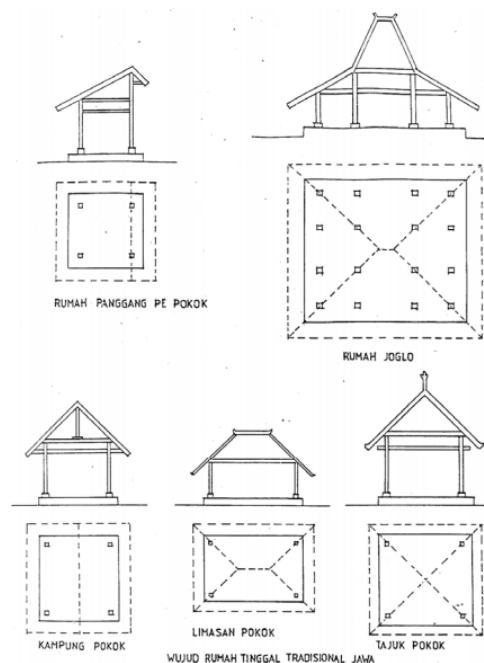 RUMAH PANGGANG PE POKOK
RUMAH JOGLO
KAMPUNG POKOK
LIMASAN POKOK
TAJUK POKOK
WUJUD RUMAH TINGGAL TRADISIONAL JAWA